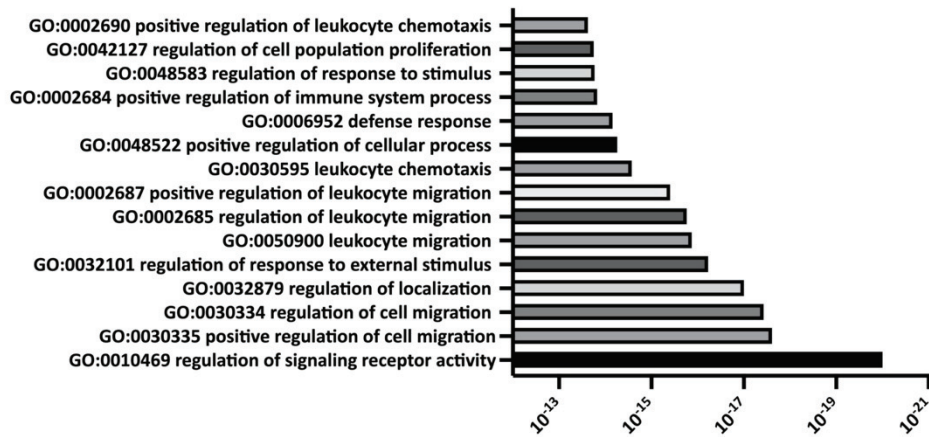 GO:0002690 positive regulation of leukocyte chemotaxis
GO:0042127 regulation of cell population proliferation
GO:0048583 regulation of response to stimulus
GO:0002684 positive regulation of immune system process
GO:0006952 defense response
GO:0048522 positive regulation of cellular process
GO:0030595 leukocyte chemotaxis
GO:0002687 positive regulation of leukocyte migration
GO:0002685 regulation of leukocyte migration
GO:0050900 leukocyte migration
GO:0032101 regulation of response to external stimulus
GO:0032879 regulation of localization
GO:0030334 regulation of cell migration
GO:0030335 positive regulation of cell migration
GO:0010469 regulation of signaling receptor activity
10-13 10-15 10-17 10-19 10-21